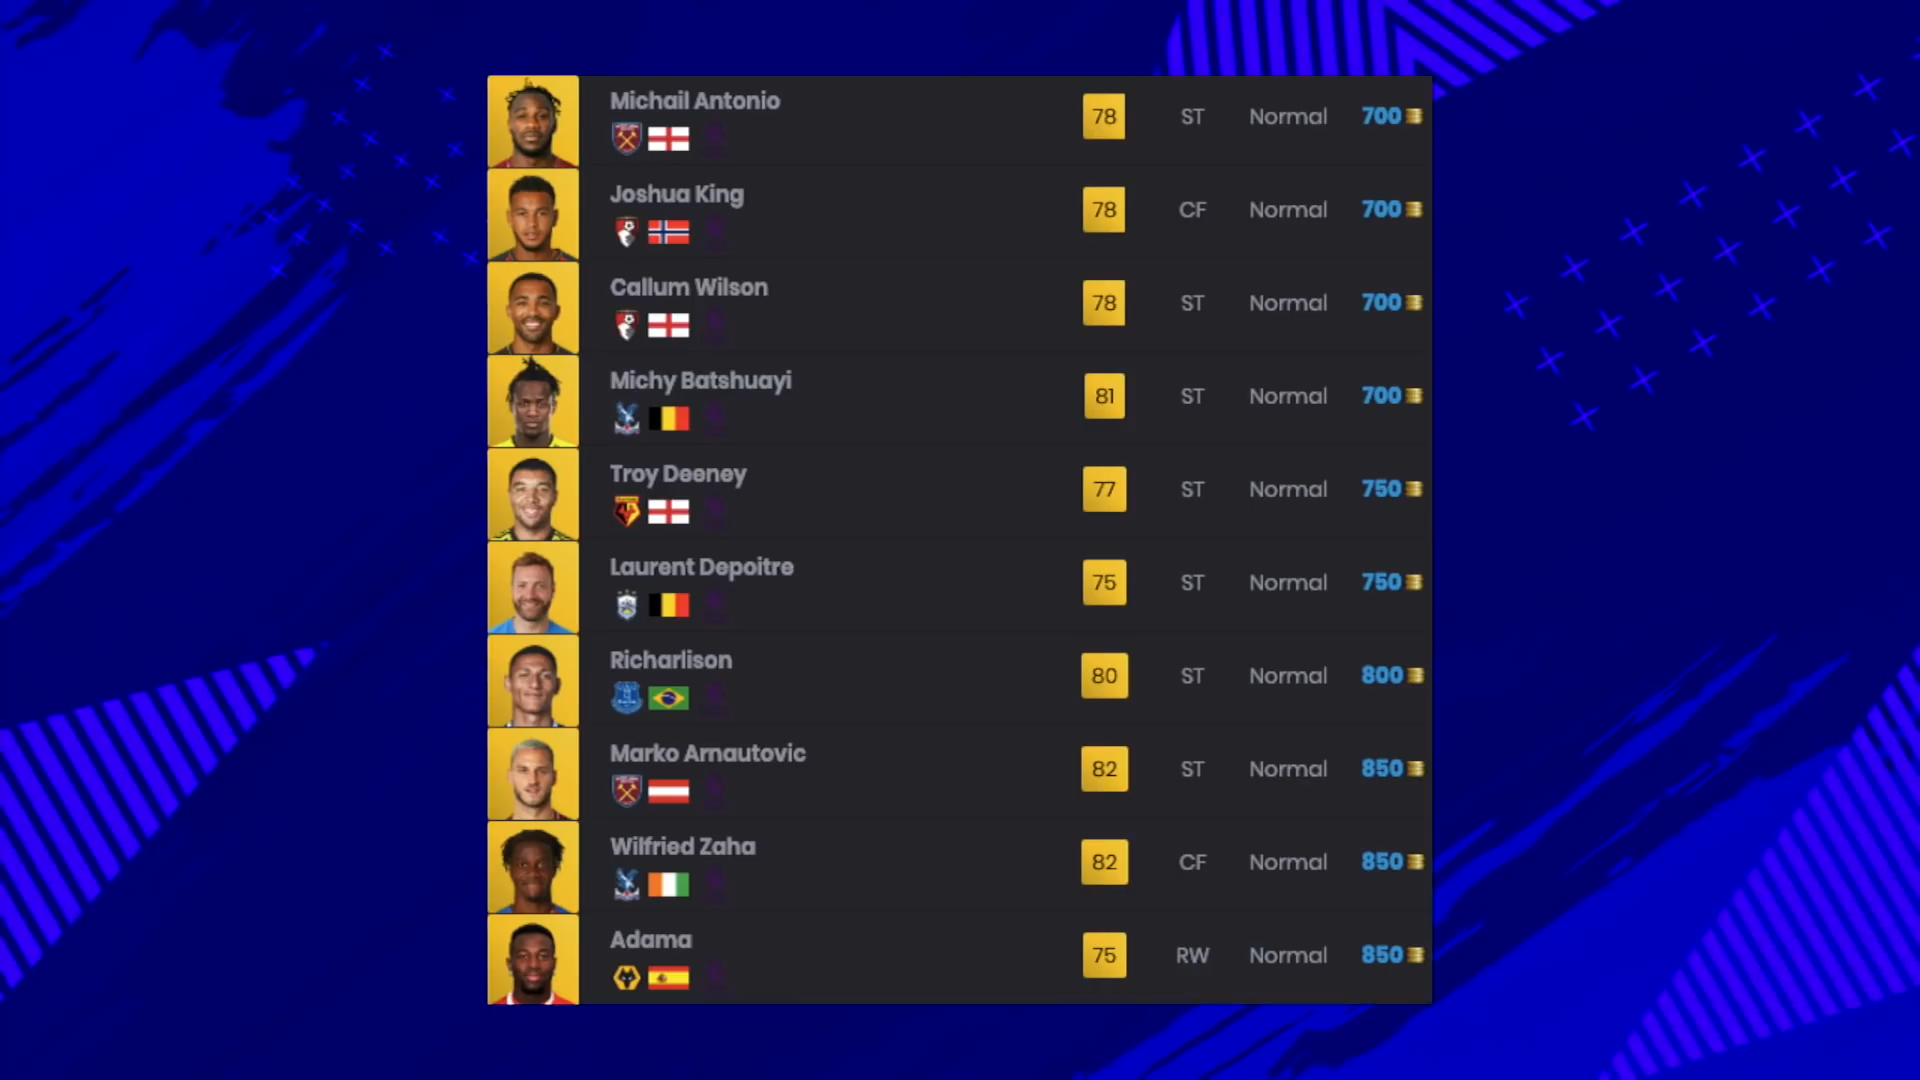 Michail Antonio
78 ST Normal 700
Joshua King
78 CF Normal 700
Callum Wilson
78 ST Normal 700
Michy Batshuayi
81 ST Normal 700
Troy Deeney
77 ST Normal 750
Laurent Depoitre
75 ST Normal 750
Richarlison
80 ST Normal 800
Marko Arnautovic
82 ST Normal 850
Wilfried Zaha
82 CF Normal 850
Adama
75 RW Normal 850